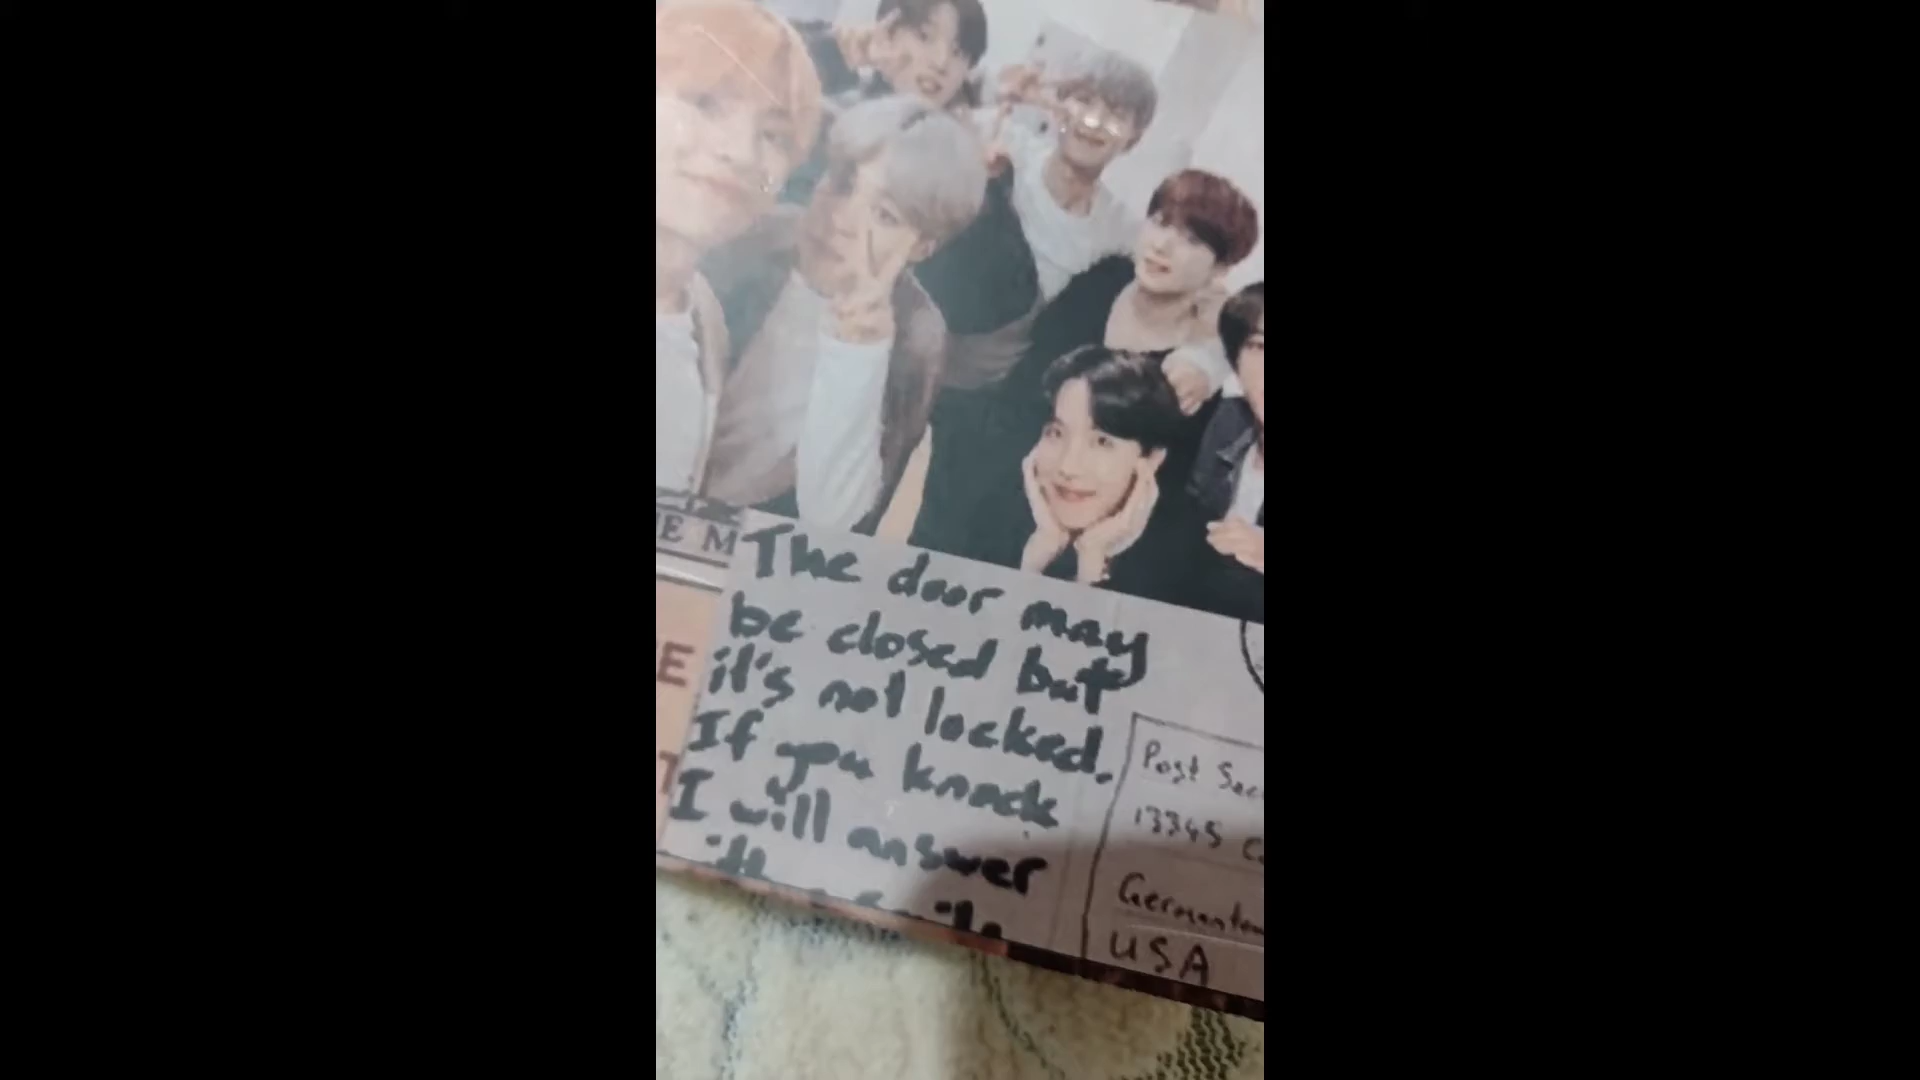 E M
The door may
be closed but
it's not locked.
If you knock
I will answer
E
T
Post
13345
USA